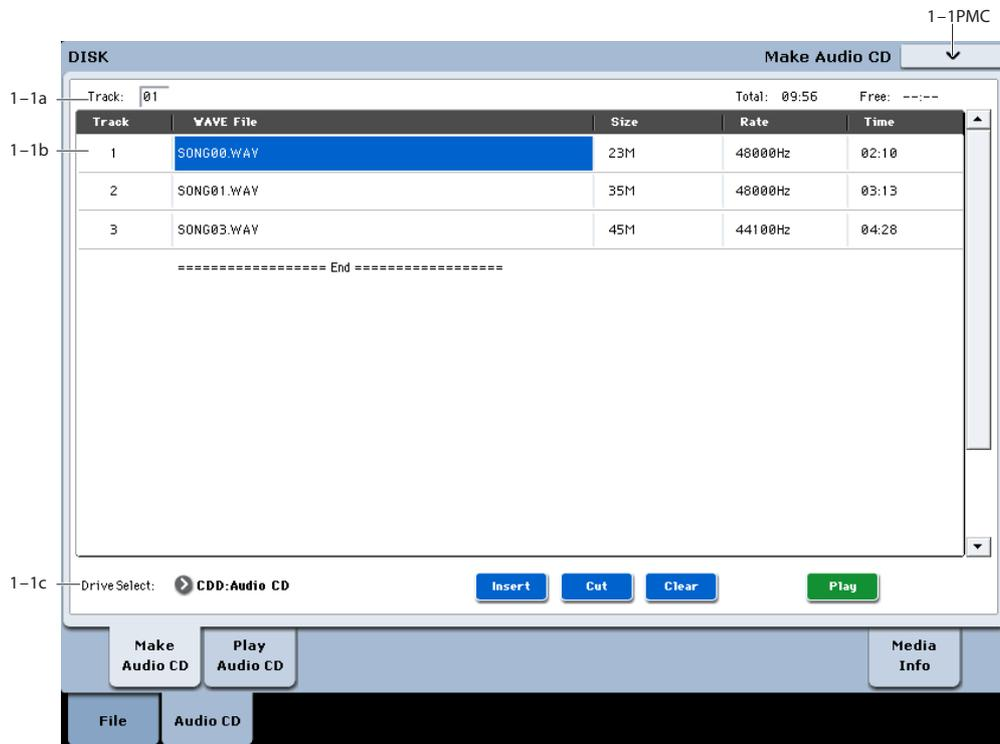 1–1PMC
DISK Make Audio CD
1–1a Track: 01 Total: 09:56 Free: --:--
Track WAVE File Size Rate Time
1–1b 1 SONG00.WAV 23M 48000Hz 02:10
2 SONG01.WAV 35M 48000Hz 03:13
3 SONG03.WAV 45M 44100Hz 04:28
================== End ==================
1–1c Drive Select: CDD:Audio CD Insert Cut Clear Play
Make Audio CD Play Audio CD Media Info
File Audio CD